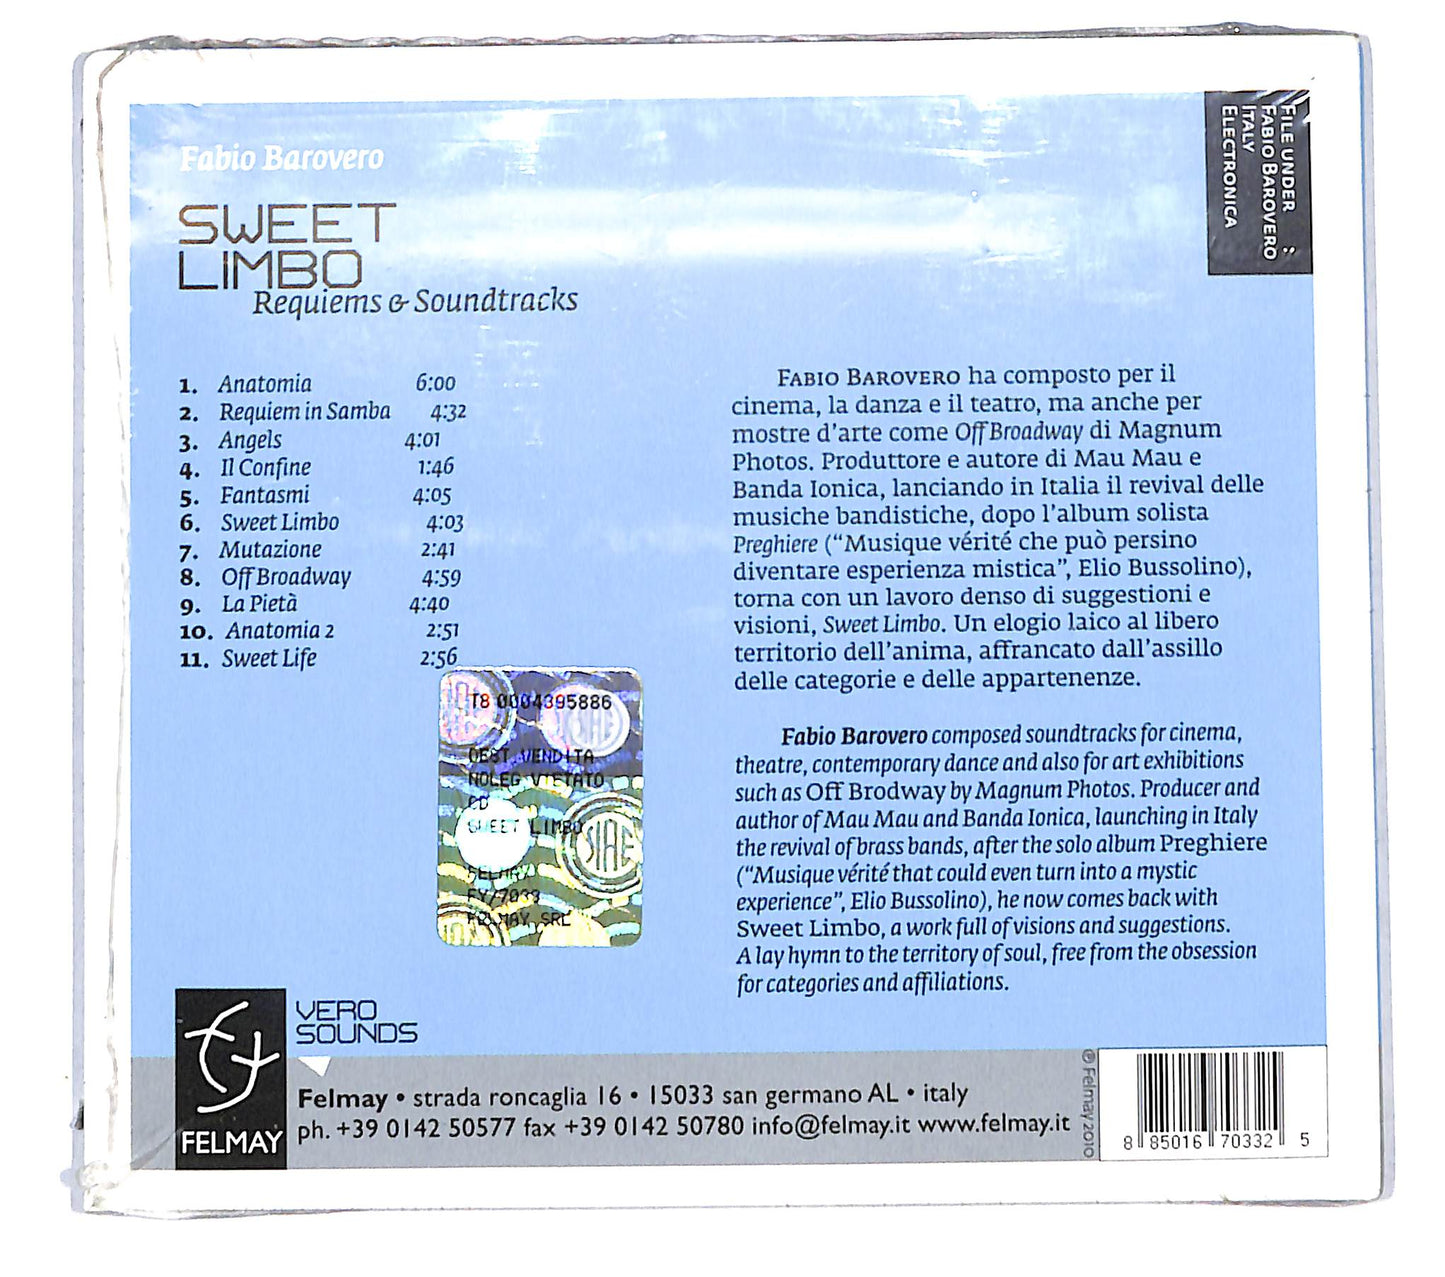 Fabio Barovero
SWEET
LIMBO
Requiems & Soundtracks
FILE UNDER ::
FABIO BAROVERO
ITALY
ELECTRONICA
1. Anatomia 6:00
2. Requiem in Samba 4:32
3. Angels 4:01
4. Il Confine 1:46
5. Fantasmi 4:05
6. Sweet Limbo 4:03
7. Mutazione 2:41
8. Off Broadway 4:59
9. La Pietà 4:40
10. Anatomia 2 2:51
11. Sweet Life 2:56
FABIO BAROVERO ha composto per il
cinema, la danza e il teatro, ma anche per
mostre d'arte come Off Broadway di Magnum
Photos. Produttore e autore di Mau Mau e
Banda Ionica, lanciando in Italia il revival delle
musiche bandistiche, dopo l'album solista
Preghiere ("Musique vérité che può persino
diventare esperienza mistica", Elio Bussolino),
torna con un lavoro denso di suggestioni e
visioni, Sweet Limbo. Un elogio laico al libero
territorio dell'anima, affrancato dall'assillo
delle categorie e delle appartenenze.
Fabio Barovero composed soundtracks for cinema,
theatre, contemporary dance and also for art exhibitions
such as Off Brodway by Magnum Photos. Producer and
author of Mau Mau and Banda Ionica, launching in Italy
the revival of brass bands, after the solo album Preghiere
("Musique vérité that could even turn into a mystic
experience", Elio Bussolino), he now comes back with
Sweet Limbo, a work full of visions and suggestions.
A lay hymn to the territory of soul, free from the obsession
for categories and affiliations.
T8 0004395886
DEST.VENDITA
NOLEG VIETATO
CD
SWEET LIMBO
SIAE
FELMAY
FY/7033
FELMAY SRL
VERO
SOUNDS
FELMAY
Felmay • strada roncaglia 16 • 15033 san germano AL • italy
ph. +39 0142 50577 fax +39 0142 50780 info@felmay.it www.felmay.it
© Felmay 2010
8 85016 70332 5